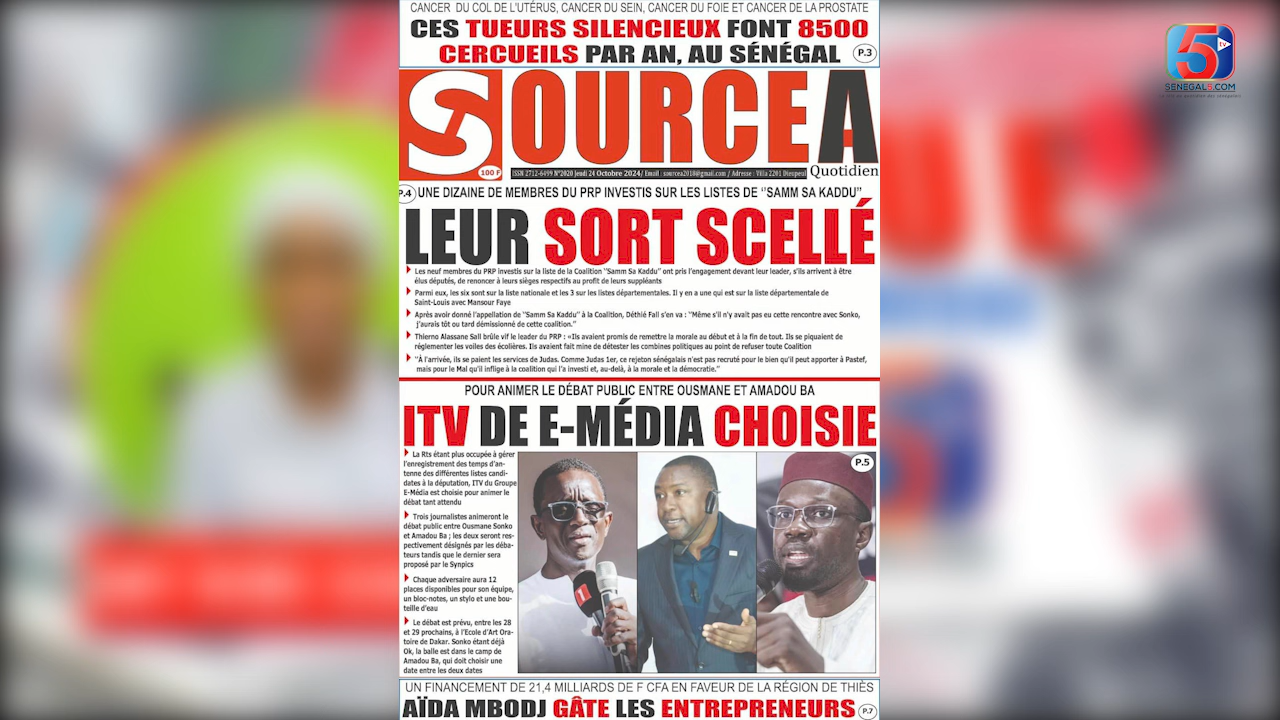 CANCER DU COL DE L'UTÉRUS, CANCER DU SEIN, CANCER DU FOIE ET CANCER DE LA PROSTATE
CES TUEURS SILENCIEUX FONT 8500
CERCUEILS PAR AN, AU SÉNÉGAL P.3
5 TV
SENEGAL5.COM
SOURCEA
100 F
ISSN 2712-6499 N°2020 Jeudi 24 Octobre 2024/ Email : sourcea2018@gmail.com / Adresse : Villa 2201 Dieupeul
Quotidien
P.4 UNE DIZAINE DE MEMBRES DU PRP INVESTIS SUR LES LISTES DE "SAMM SA KADDU"
LEUR SORT SCELLÉ
Les neuf membres du PRP investis sur la liste de la Coalition "Samm Sa Kaddu" ont pris l'engagement devant leur leader, s'ils arrivent à être
élus députés, de renoncer à leurs sièges respectifs au profit de leurs suppléants
Parmi eux, les six sont sur la liste nationale et les 3 sur les listes départementales. Il y en a une qui est sur la liste départementale de
Saint-Louis avec Mansour Faye
Après avoir donné l'appellation de "Samm Sa Kaddu" à la Coalition, Déthié Fall s'en va : "Même s'il n'y avait pas eu cette rencontre avec Sonko,
j'aurais tôt ou tard démissionné de cette coalition."
Thierno Alassane Sall brûle vif le leader du PRP : «Ils avaient promis de remettre la morale au début et à la fin de tout. Ils se piquaient de
réglementer les voiles des écolières. Ils avaient fait mine de détester les combines politiques au point de refuser toute Coalition
"À l'arrivée, ils se paient les services de Judas. Comme Judas 1er, ce rejeton sénégalais n'est pas recruté pour le bien qu'il peut apporter à Pastef,
mais pour le Mal qu'il inflige à la coalition qui l'a investi et, au-delà, à la morale et la démocratie."
POUR ANIMER LE DÉBAT PUBLIC ENTRE OUSMANE ET AMADOU BA
ITV DE E-MÉDIA CHOISIE
P.5
La Rts étant plus occupée à gérer
l'enregistrement des temps d'an-
tenne des différentes listes candi-
dates à la députation, ITV du Groupe
E-Média est choisie pour animer le
débat tant attendu
Trois journalistes animeront le
débat public entre Ousmane Sonko
et Amadou Ba ; les deux seront res-
pectivement désignés par les déba-
teurs tandis que le dernier sera
proposé par le Synpics
Chaque adversaire aura 12
places disponibles pour son équipe,
un bloc-notes, un stylo et une bou-
teille d'eau
Le débat est prévu, entre les 28
et 29 prochains, à l'Ecole d'Art Ora-
toire de Dakar. Sonko étant déjà
Ok, la balle est dans le camp de
Amadou Ba, qui doit choisir une
date entre les deux dates
UN FINANCEMENT DE 21,4 MILLIARDS DE F CFA EN FAVEUR DE LA RÉGION DE THIÈS
AÏDA MBODJ GÂTE LES ENTREPRENEURS P.7